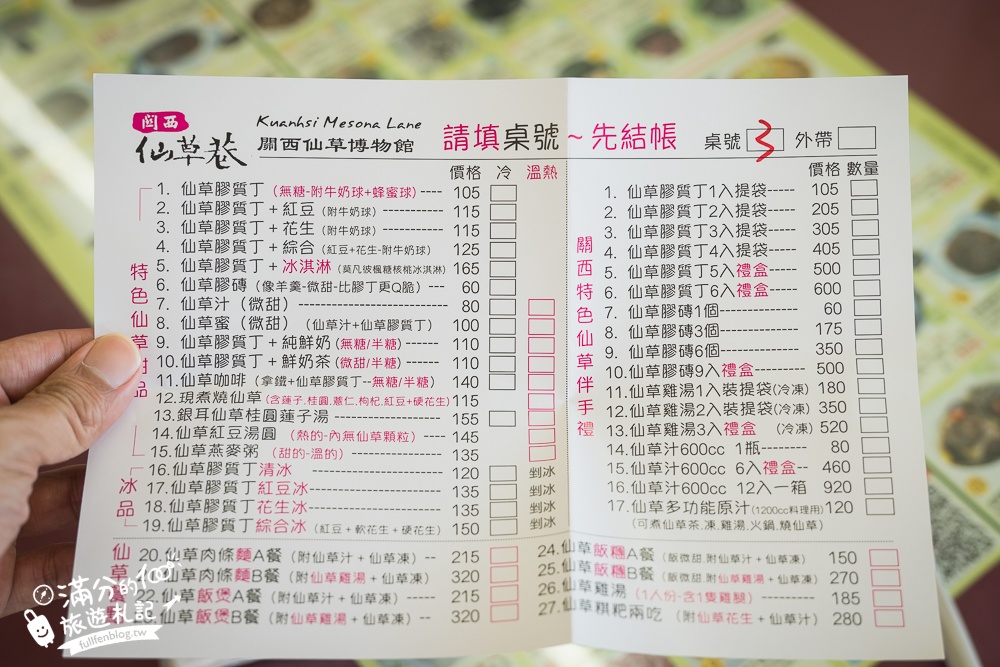 關西
仙草巷
Kuanhsi Mesona Lane
關西仙草博物館
請填桌號~先結帳
桌號 3 外帶
價格 冷 溫熱
特色仙草甜品
1. 仙草膠質丁(無糖-附牛奶球+蜂蜜球)---- 105
2. 仙草膠質丁+紅豆(附牛奶球)----------- 115
3. 仙草膠質丁+花生(附牛奶球)----------- 115
4. 仙草膠質丁+綜合(紅豆+花生-附牛奶球) 125
5. 仙草膠質丁+冰淇淋(莫凡彼楓糖核桃冰淇淋) 165
6. 仙草膠磚(像羊羹-微甜-比膠丁更Q脆)--- 60
7. 仙草汁(微甜)------------------------ 80
8. 仙草蜜(微甜)(仙草汁+仙草膠質丁) 100
9. 仙草膠質丁+純鮮奶(無糖/半糖)-------- 110
10.仙草膠質丁+鮮奶茶(微甜/半糖)-------- 110
11.仙草咖啡(拿鐵+仙草膠質丁--無糖/半糖) 140
12.現煮燒仙草(含蓮子.桂圓.薏仁.枸杞.紅豆+硬花生) 115
13.銀耳仙草桂圓蓮子湯 --------------- 155
14.仙草紅豆湯圓(熱的-內無仙草顆粒)---- 145
15.仙草燕麥粥(甜的-溫的)-------------- 135
冰品
16.仙草膠質丁清冰 ------------------- 120 剉冰
17.仙草膠質丁紅豆冰------------------ 135 剉冰
18.仙草膠質丁花生冰------------------ 135 剉冰
19.仙草膠質丁綜合冰(紅豆+軟花生+硬花生) 150 剉冰
價格 數量
關西特色仙草伴手禮
1. 仙草膠質丁1入提袋----- 105
2. 仙草膠質丁2入提袋----- 205
3. 仙草膠質丁3入提袋----- 305
4. 仙草膠質丁4入提袋----- 405
5. 仙草膠質丁5入禮盒----- 500
6. 仙草膠質丁6入禮盒----- 600
7. 仙草膠磚1個----------- 60
8. 仙草膠磚3個----------- 175
9. 仙草膠磚6個----------- 350
10.仙草膠磚9入禮盒------- 500
11.仙草雞湯1入裝提袋(冷凍) 180
12.仙草雞湯2入裝提袋(冷凍) 350
13.仙草雞湯3入禮盒 (冷凍) 520
14.仙草汁600cc 1瓶-------- 80
15.仙草汁600cc 6入禮盒-- 460
16.仙草汁600cc 12入一箱 920
17.仙草多功能原汁(1200cc料理用) 120
(可煮仙草茶.凍.雞湯.火鍋.燒仙草)
仙草
20.仙草肉條麵A餐(附仙草汁+仙草凍)-- 215
仙草肉條麵B餐(附仙草雞湯+仙草凍) 320
22.仙草飯煲A餐(附仙草汁+仙草凍)-- 215
仙草飯煲B餐(附仙草雞湯+仙草凍) 320
24.仙草飯糰A餐(飯微甜.附仙草汁+仙草凍) 150
25.仙草飯糰B餐(飯微甜.附仙草雞湯+仙草凍) 270
26.仙草雞湯(1人份-含1隻雞腿) 185
27.仙草粿粑兩吃(附仙草花生+仙草汁) 280
滿分的
旅遊札記
fullfenblog.tw